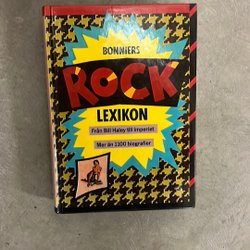 BONNIERS
ROCK
LEXIKON
Från Bill Haley till Imperiet
Mer än 1100 biografier